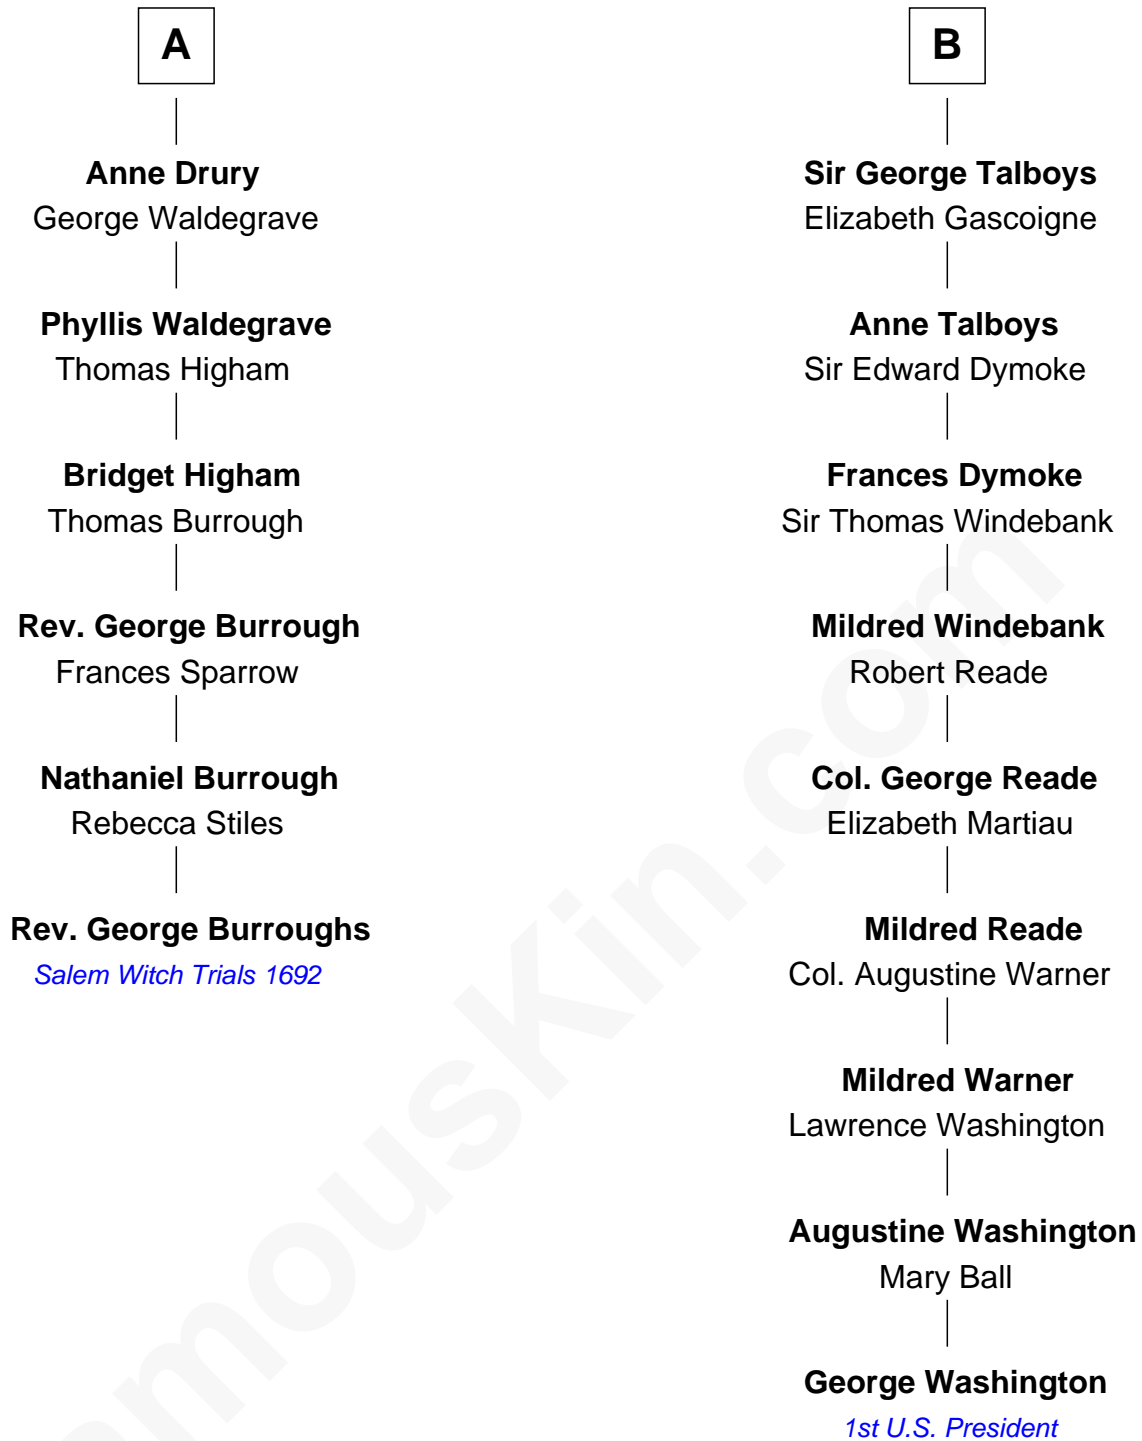 A
Anne Drury
George Waldegrave
Phyllis Waldegrave
Thomas Higham
Bridget Higham
Thomas Burrough
Rev. George Burrough
Frances Sparrow
Nathaniel Burrough
Rebecca Stiles
Rev. George Burroughs
Salem Witch Trials 1692
B
Sir George Talboys
Elizabeth Gascoigne
Anne Talboys
Sir Edward Dymoke
Frances Dymoke
Sir Thomas Windebank
Mildred Windebank
Robert Reade
Col. George Reade
Elizabeth Martiau
Mildred Reade
Col. Augustine Warner
Mildred Warner
Lawrence Washington
Augustine Washington
Mary Ball
George Washington
1st U.S. President
mousKin.com